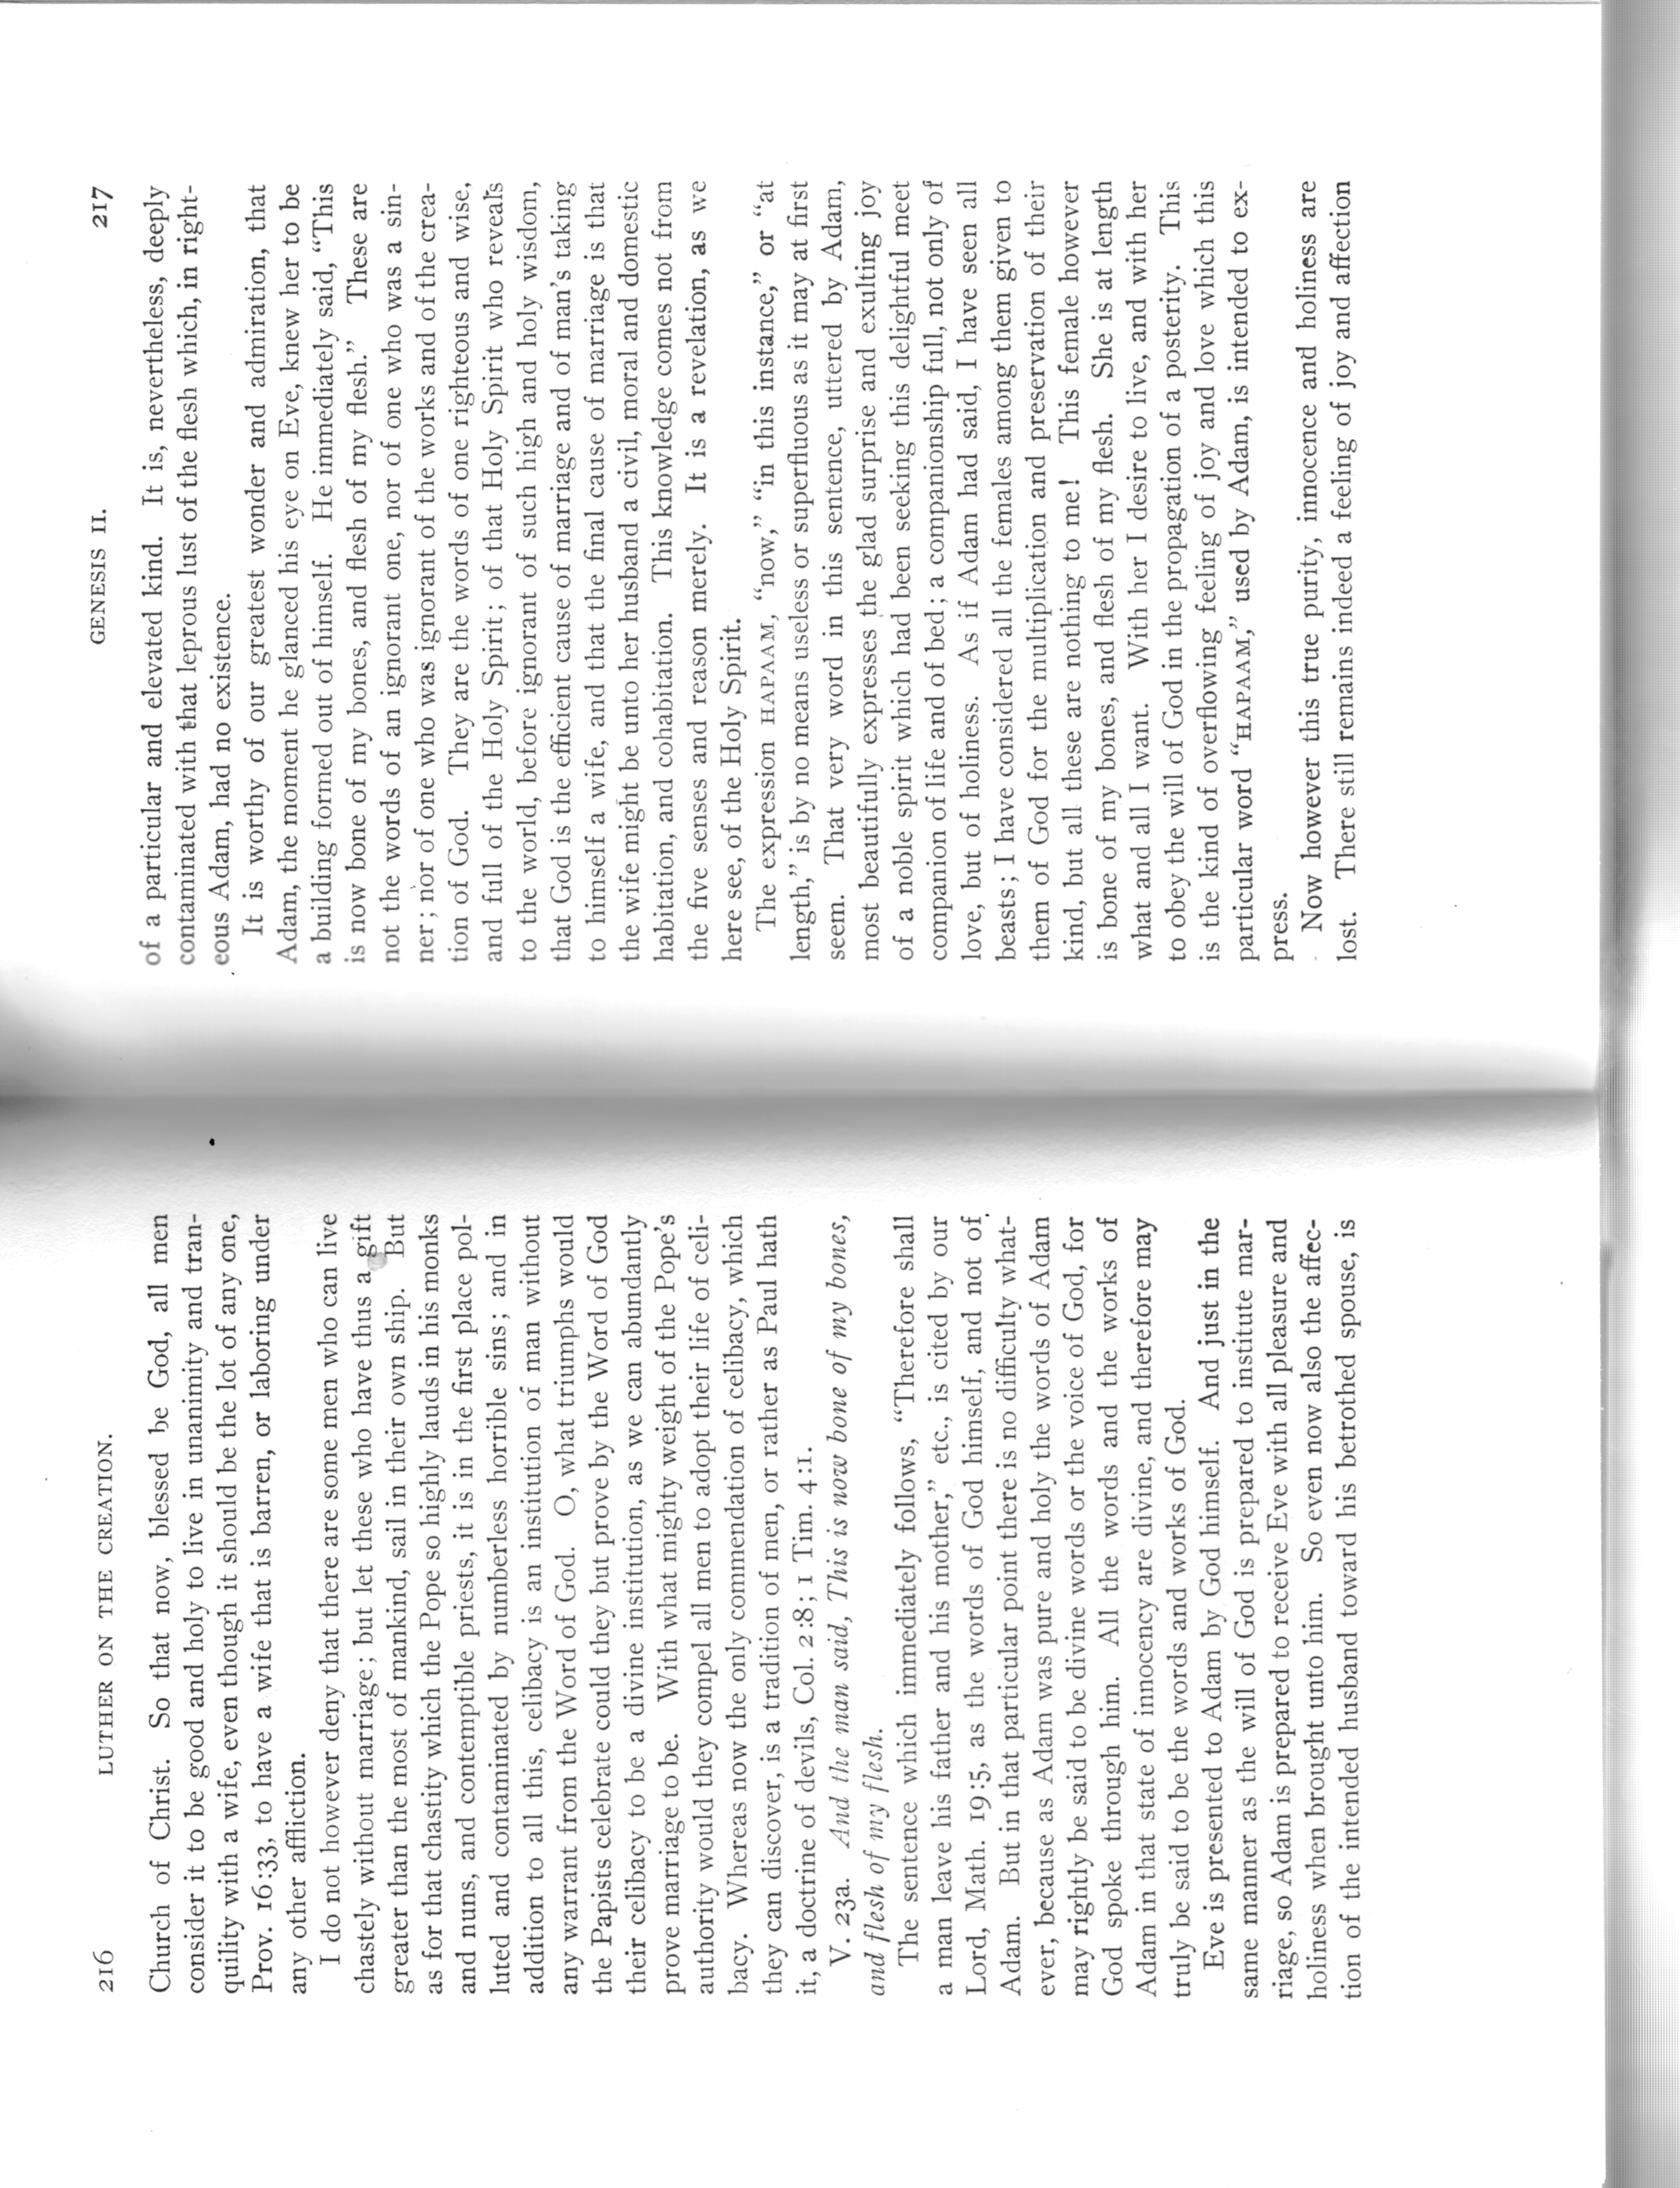 216 LUTHER ON THE CREATION.
Church of Christ. So that now, blessed be God, all men
consider it to be good and holy to live in unanimity and tran-
quility with a wife, even though it should be the lot of any one,
Prov. 16:33, to have a wife that is barren, or laboring under
any other affliction.
I do not however deny that there are some men who can live
chastely without marriage; but let these who have thus a gift
greater than the most of mankind, sail in their own ship. But
as for that chastity which the Pope so highly lauds in his monks
and nuns, and contemptible priests, it is in the first place pol-
luted and contaminated by numberless horrible sins; and in
addition to all this, celibacy is an institution of man without
any warrant from the Word of God. O, what triumphs would
the Papists celebrate could they but prove by the Word of God
their celibacy to be a divine institution, as we can abundantly
prove marriage to be. With what mighty weight of the Pope's
authority would they compel all men to adopt their life of celi-
bacy. Whereas now the only commendation of celibacy, which
they can discover, is a tradition of men, or rather as Paul hath
it, a doctrine of devils, Col. 2:8; 1 Tim. 4:1.
V. 23a. And the man said, This is now bone of my bones,
and flesh of my flesh.
The sentence which immediately follows, “Therefore shall
a man leave his father and his mother,” etc., is cited by our
Lord, Math. 19:5, as the words of God himself, and not of
Adam. But in that particular point there is no difficulty what-
ever, because as Adam was pure and holy the words of Adam
may rightly be said to be divine words or the voice of God, for
God spoke through him. All the words and the works of
Adam in that state of innocency are divine, and therefore may
truly be said to be the words and works of God.
Eve is presented to Adam by God himself. And just in the
same manner as the will of God is prepared to institute mar-
riage, so Adam is prepared to receive Eve with all pleasure and
holiness when brought unto him. So even now also the affec-
tion of the intended husband toward his betrothed spouse, is
GENESIS II. 217
of a particular and elevated kind. It is, nevertheless, deeply
contaminated with that leprous lust of the flesh which, in right-
eous Adam, had no existence.
It is worthy of our greatest wonder and admiration, that
Adam, the moment he glanced his eye on Eve, knew her to be
a building formed out of himself. He immediately said, “This
is now bone of my bones, and flesh of my flesh.” These are
not the words of an ignorant one, nor of one who was a sin-
ner; nor of one who was ignorant of the works and of the crea-
tion of God. They are the words of one righteous and wise,
and full of the Holy Spirit; of that Holy Spirit who reveals
to the world, before ignorant of such high and holy wisdom,
that God is the efficient cause of marriage and of man's taking
to himself a wife, and that the final cause of marriage is that
the wife might be unto her husband a civil, moral and domestic
habitation, and cohabitation. This knowledge comes not from
the five senses and reason merely. It is a revelation, as we
here see, of the Holy Spirit.
The expression HAPAAM, “now,” “in this instance,” or “at
length,” is by no means useless or superfluous as it may at first
seem. That very word in this sentence, uttered by Adam,
most beautifully expresses the glad surprise and exulting joy
of a noble spirit which had been seeking this delightful meet
companion of life and of bed; a companionship full, not only of
love, but of holiness. As if Adam had said, I have seen all
beasts; I have considered all the females among them given to
them of God for the multiplication and preservation of their
kind, but all these are nothing to me! This female however
is bone of my bones, and flesh of my flesh. She is at length
what and all I want. With her I desire to live, and with her
to obey the will of God in the propagation of a posterity. This
is the kind of overflowing feeling of joy and love which this
particular word “HAPAAM,” used by Adam, is intended to ex-
press.
Now however this true purity, innocence and holiness are
lost. There still remains indeed a feeling of joy and affection